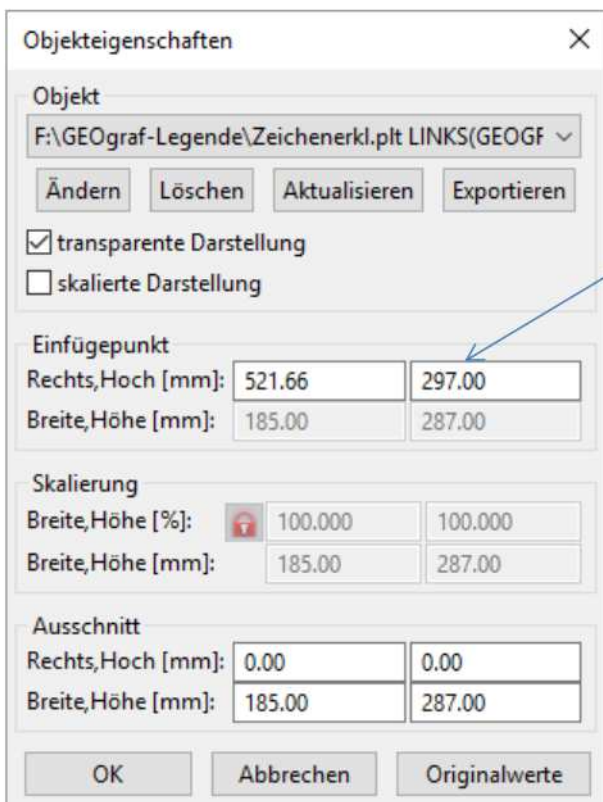 Objekteigenschaften
Objekt
F:\GEOgraf-Legende\Zeichenerkl.plt LINKS(GEOGF
Ändern Löschen Aktualisieren Exportieren
transparente Darstellung
skalierte Darstellung
Einfügepunkt
Rechts,Hoch [mm]: 521.66 297.00
Breite,Höhe [mm]: 185.00 287.00
Skalierung
Breite,Höhe [%]: 100.000 100.000
Breite,Höhe [mm]: 185.00 287.00
Ausschnitt
Rechts,Hoch [mm]: 0.00 0.00
Breite,Höhe [mm]: 185.00 287.00
OK Abbrechen Originalwerte